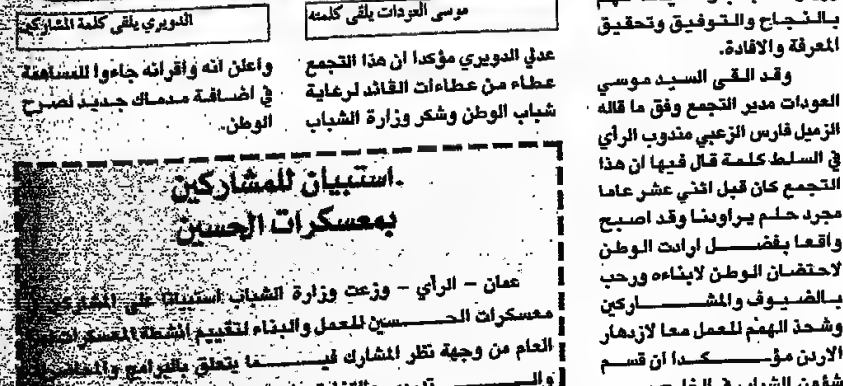 بالنجاح والتوفيق وتحقيق
المعرفة والافادة.
وقد القى السيد موسى
العودات مدير التجمع وفق ما قاله
الزميل فارس الزعبي مندوب الرأي
في السلط كلمة قال فيها ان هذا
التجمع كان قبل اثني عشر عاما
مجرد حلم يراودنا وقد اصبح
واقعا بفضل ارادت الوطن
لاحتضان الوطن لابناءه ورحب
بالضيوف والمشاركين
وشحذ الهمم للعمل معا لازدهار
الاردن مؤكدا ان قسم
شؤون الشباب في
موسى العودات يلقي كلمته
عدلي الدويري مؤكدا ان هذا التجمع
عطاء من عطاءات القائد لرعاية
شباب الوطن وشكر وزارة الشباب
الدويري يلقي كلمة المشاركين
واعلن انه واقرانه جاءوا للمساهمة
في اضافة مدماك جديد لصرح
الوطن.
استبيان للمشاركين
بمعسكرات الحسين
عمان - الرأي - وزعت وزارة الشباب استبيانا على المشاركين
معسكرات الحسين للعمل والبناء لتقييم انشطة المعسكرات
العام من وجهة نظر المشارك فيما يتعلق بالبرامج